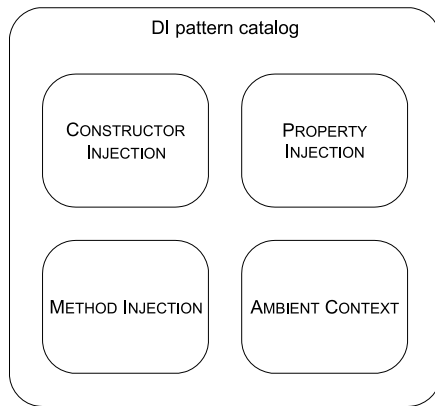 DI pattern catalog
CONSTRUCTOR
INJECTION
PROPERTY
INJECTION
METHOD INJECTION
AMBIENT CONTEXT